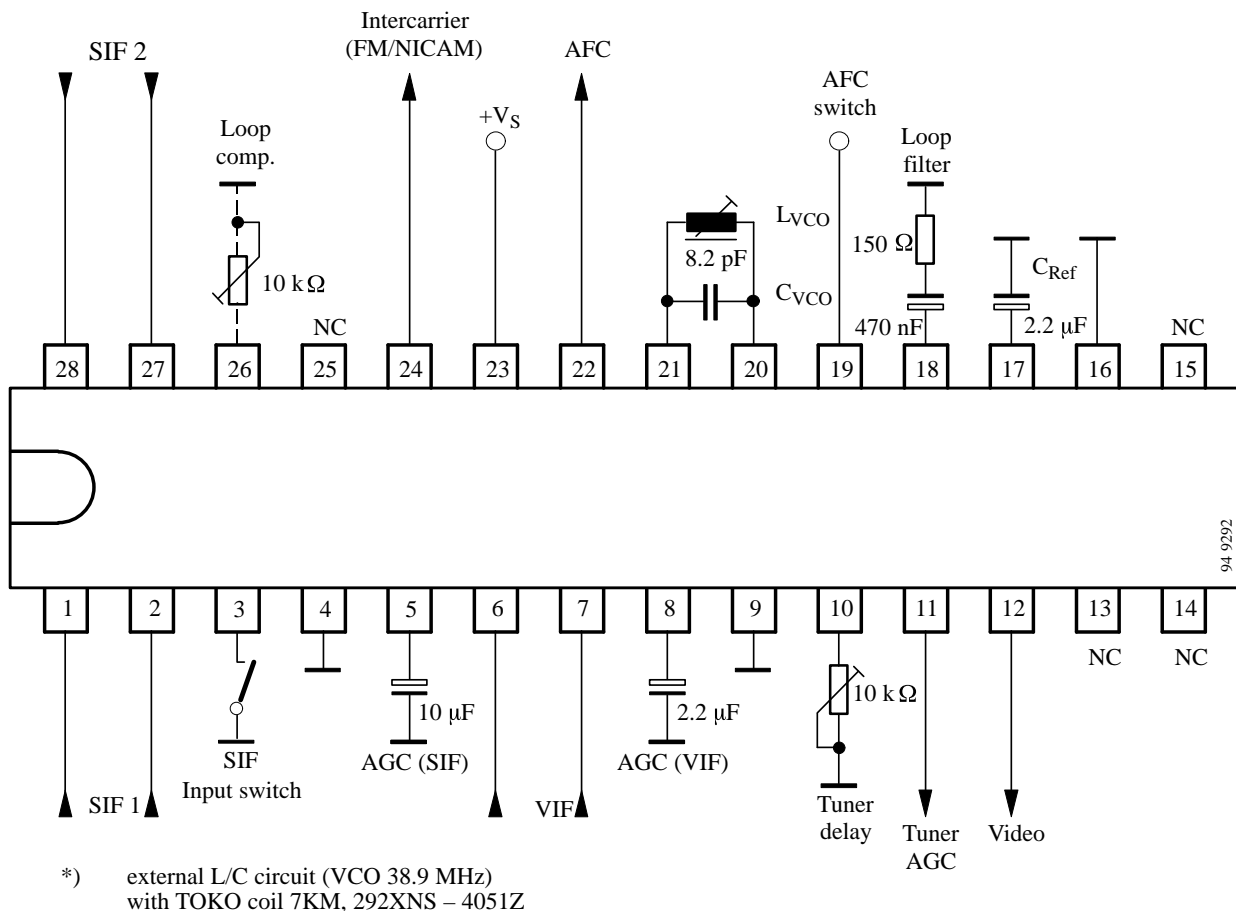 Intercarrier
(FM/NICAM)
AFC
SIF 2
AFC
switch
+VS
Loop
comp.
Loop
filter
LVCO
150 Ω
8.2 pF
CRef
10 kΩ
CVCO
NC
470 nF
2.2 µF
NC
28 27 26 25 24 23 22 21 20 19 18 17 16 15
94 9292
1 2 3 4 5 6 7 8 9 10 11 12 13 14
NC NC
10 kΩ
10 µF
2.2 µF
SIF
Input switch
AGC (SIF)
AGC (VIF)
SIF 1
VIF
Tuner
delay
Tuner
AGC
Video
*) external L/C circuit (VCO 38.9 MHz)
with TOKO coil 7KM, 292XNS – 4051Z